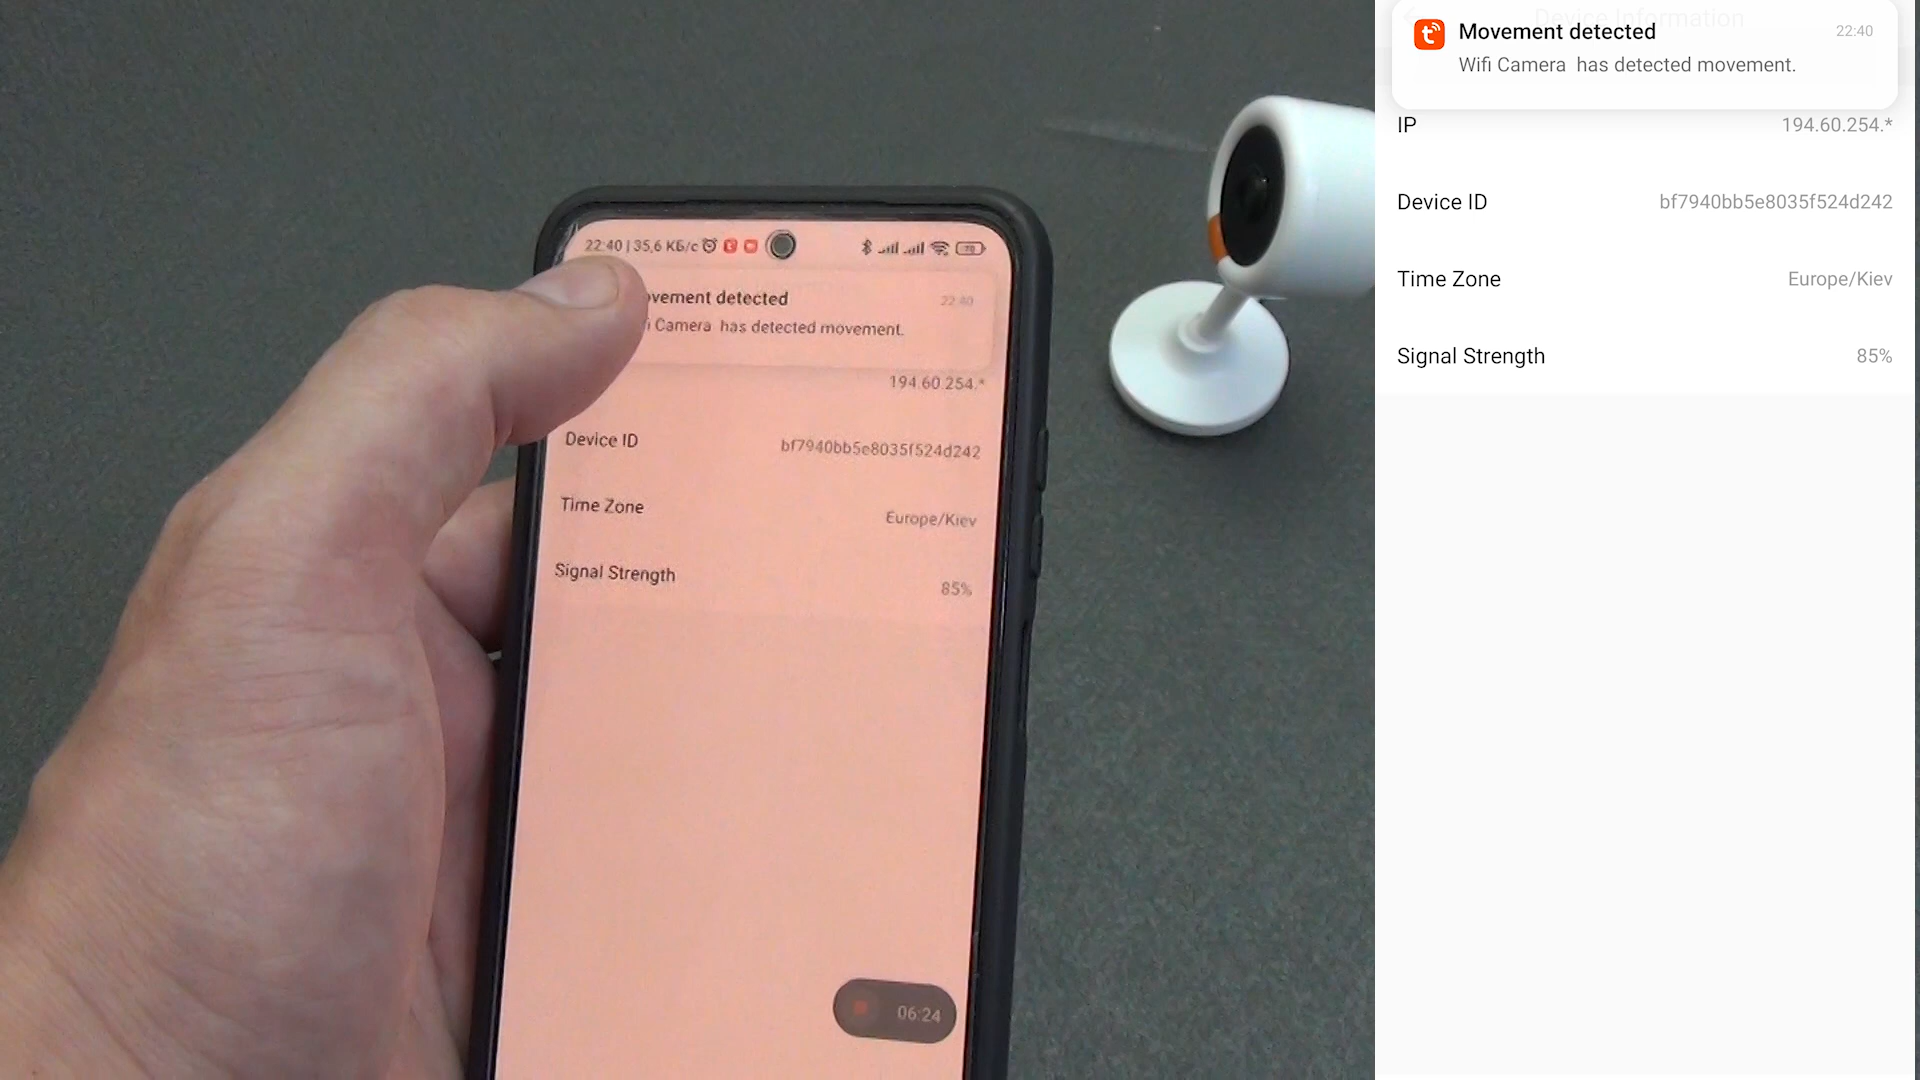 22:40 | 35,6 КБ/с
ovement detected
22:40
i Camera has detected movement.
194.60.254.*
Device ID
bf7940bb5e8035f524d242
Time Zone
Europe/Kiev
Signal Strength
85%
06:24
Device Information
Movement detected
22:40
Wifi Camera has detected movement.
IP
194.60.254.*
Device ID
bf7940bb5e8035f524d242
Time Zone
Europe/Kiev
Signal Strength
85%